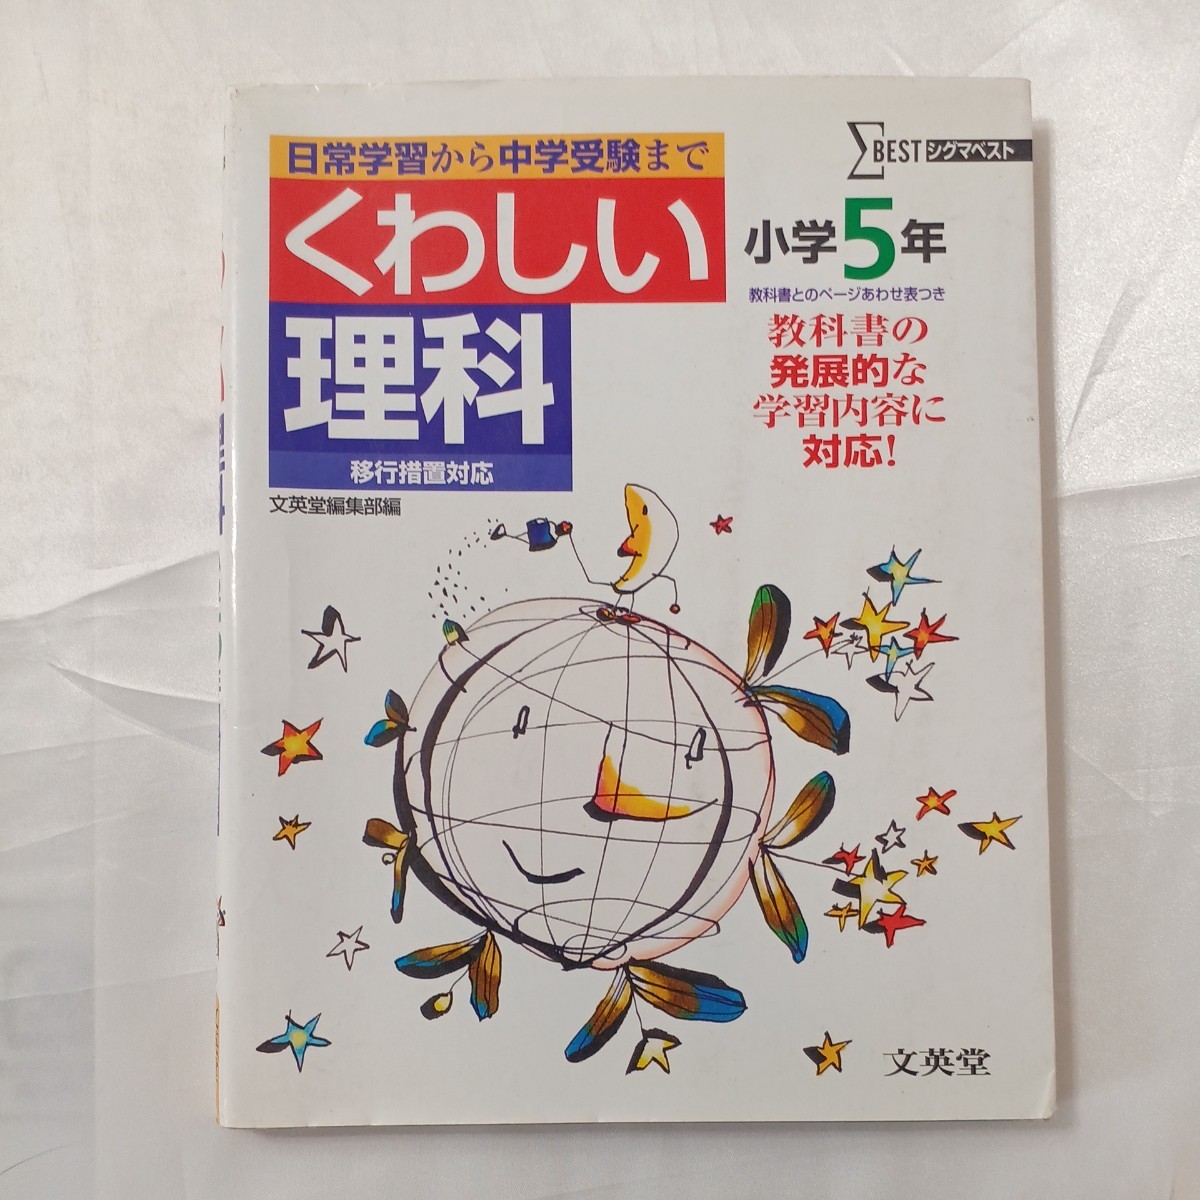 日常学習から中学受験まで
くわしい
理科
移行措置対応
文英堂編集部編
ΣBEST シグマベスト
小学5年
教科書とのページあわせ表つき
教科書の
発展的な
学習内容に
対応!
文英堂